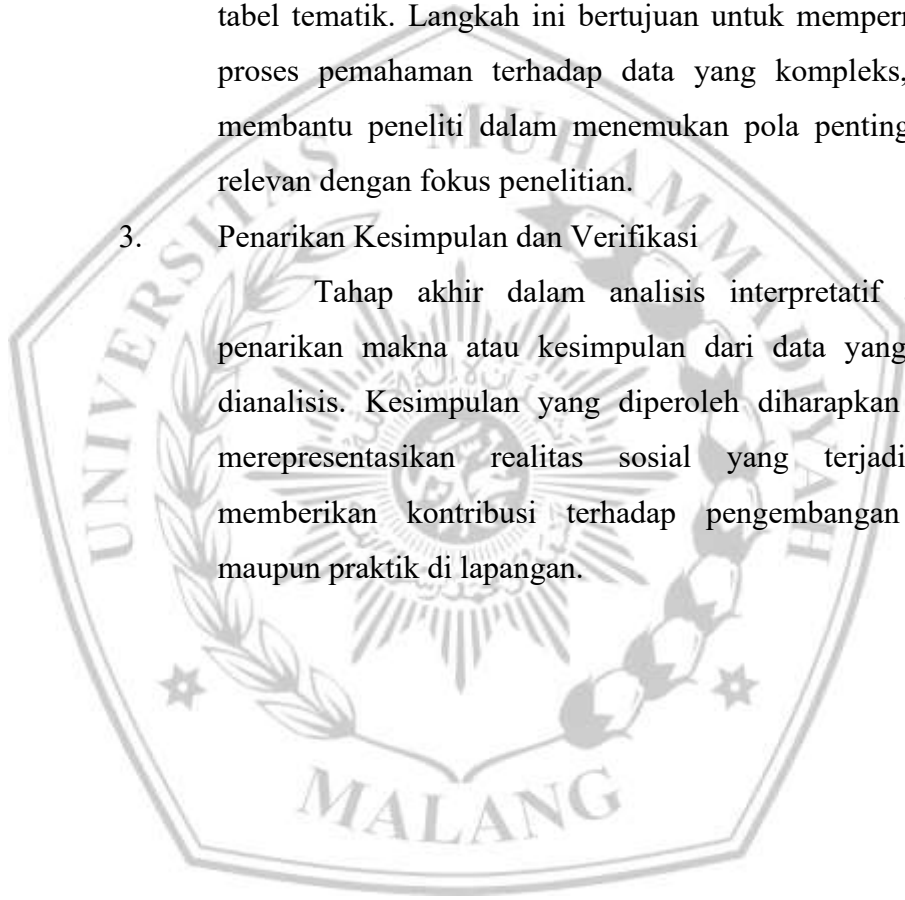 tabel tematik. Langkah ini bertujuan untuk
proses pemahaman terhadap data yang kompleks,
membantu peneliti dalam menemukan pola penting
relevan dengan fokus penelitian.
3. Penarikan Kesimpulan dan Verifikasi
Tahap akhir dalam analisis interpretatif
penarikan makna atau kesimpulan dari data yang
dianalisis. Kesimpulan yang diperoleh diharapkan
merepresentasikan realitas sosial yang terjadi
memberikan kontribusi terhadap pengembangan
maupun praktik di lapangan.
UNIVERSITAS MUHAMMADIYAH
MALANG